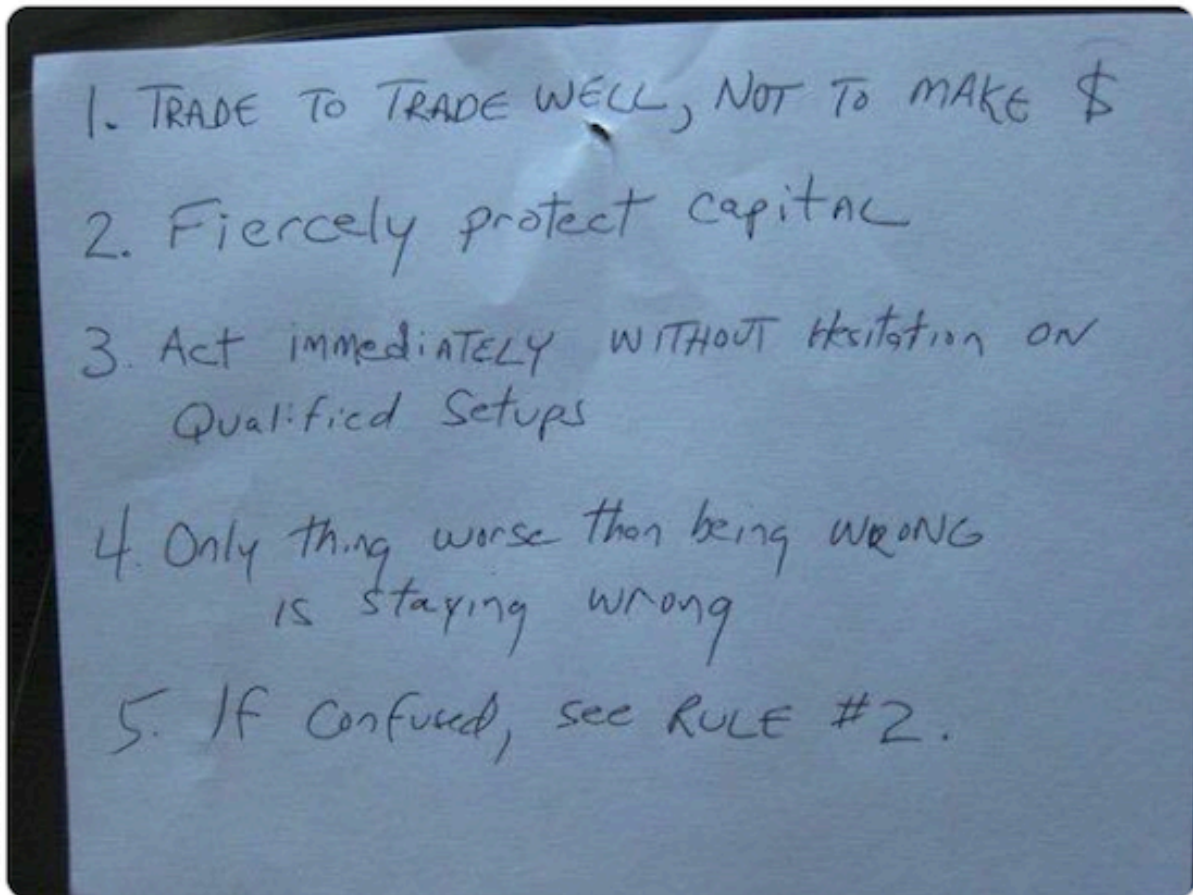 1. TRADE TO TRADE WELL, NOT TO MAKE $
2. Fiercely protect capitAL
3. Act immediATELY WITHOUT Hesitation ON
Qualified Setups
4. Only thing worse than being WRONG
is staying wrong
5. If Confused, see RULE #2.